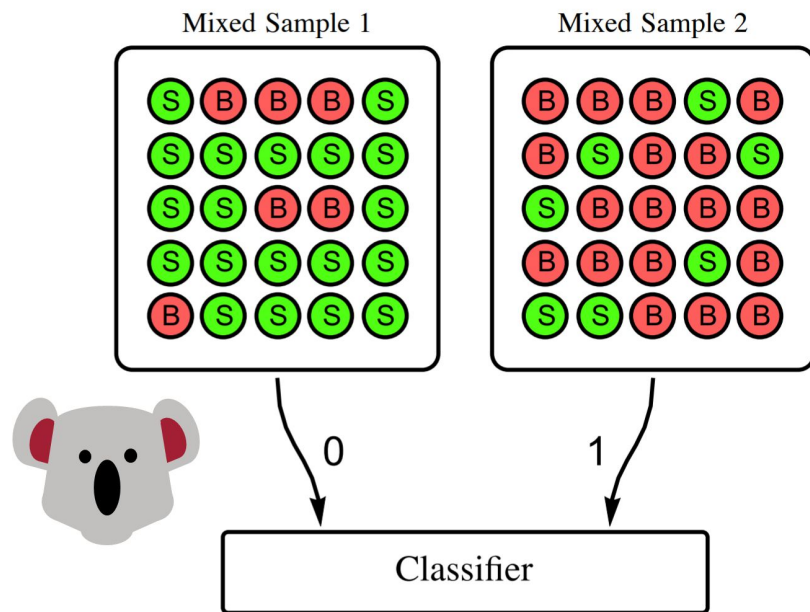 Mixed Sample 1 Mixed Sample 2
S B B B S B B B S B
S S S S S B S B B S
S S B B S S B B B B
S S S S S B B B S B
B S S S S S S B B B
0 1
Classifier